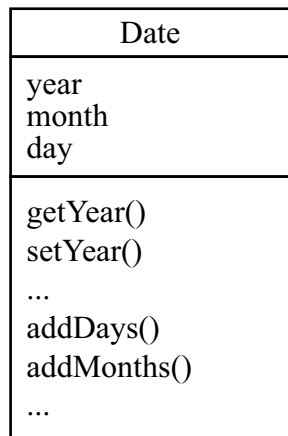 Date
year
month
day
getYear()
setYear()
...
addDays()
addMonths()
...